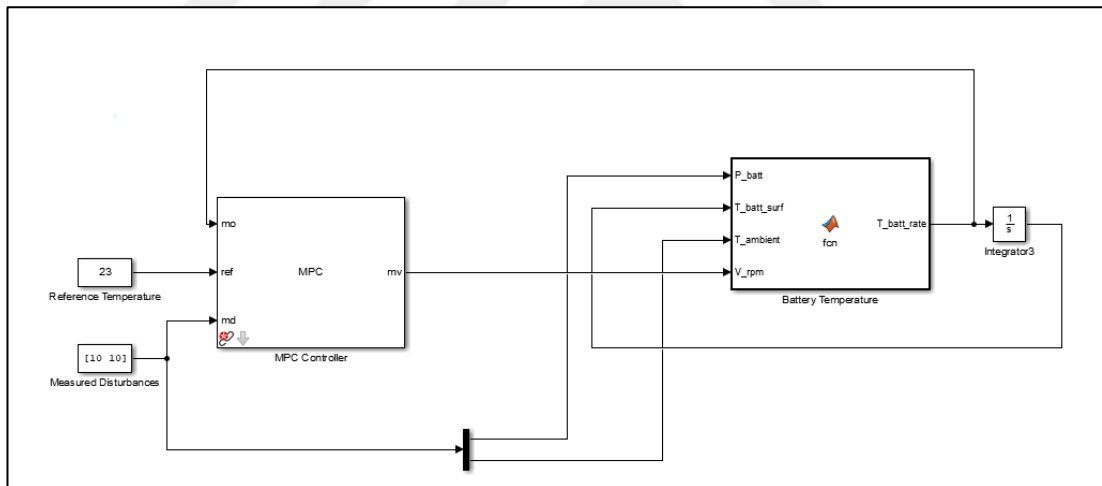 mo
ref
md
MPC
mv
MPC Controller
23
Reference Temperature
[10 10]
Measured Disturbances
P_batt
T_batt_surf
T_ambient
V_rpm
fcn
T_batt_rate
Battery Temperature
1
s
Integrator3